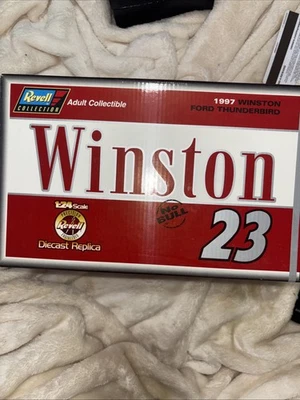 Revell
COLLECTION
Adult Collectible
1997 WINSTON
FORD THUNDERBIRD
Winston
1:24 Scale
Revell
Diecast Replica
NO
BULL
23